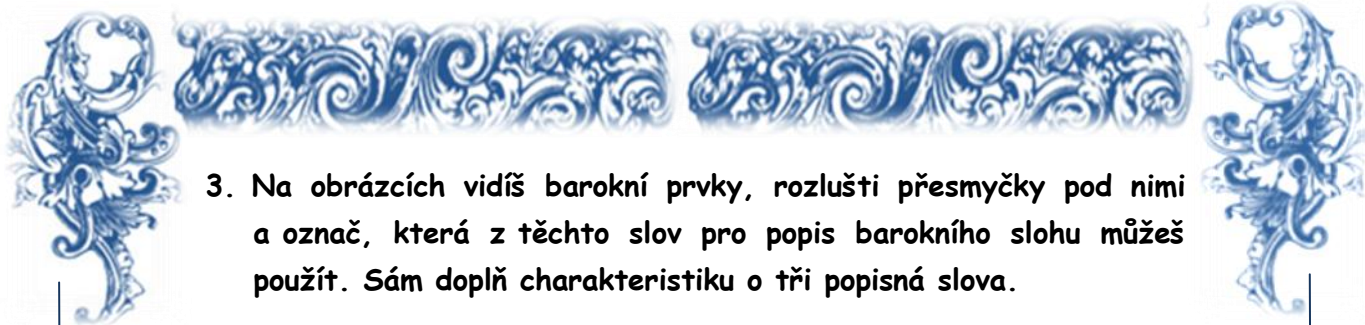 3. Na obrázcích vidíš barokní prvky, rozlušti přesmyčky pod nimi
a označ, která z těchto slov pro popis barokního slohu můžeš
použít. Sám doplň charakteristiku o tři popisná slova.